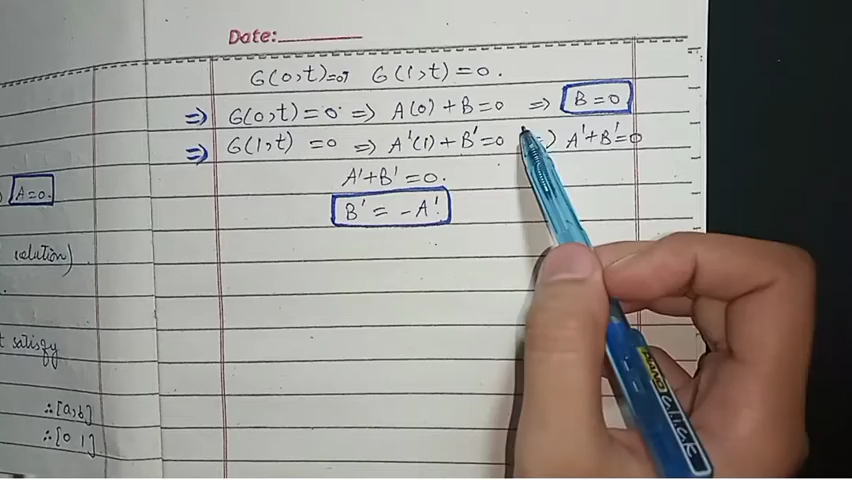 Date:
G(0,t)=0, G(1,t)=0.
⇒ G(0,t)=0 ⇒ A(0)+B=0 ⇒ B=0
⇒ G(1,t) =0 ⇒ A'(1)+B'=0 ⇒ A'+B'=0
A'+B'=0.
A=0.
B' = -A'.
satisfy
∴[a,b]
∴[0 1]
click